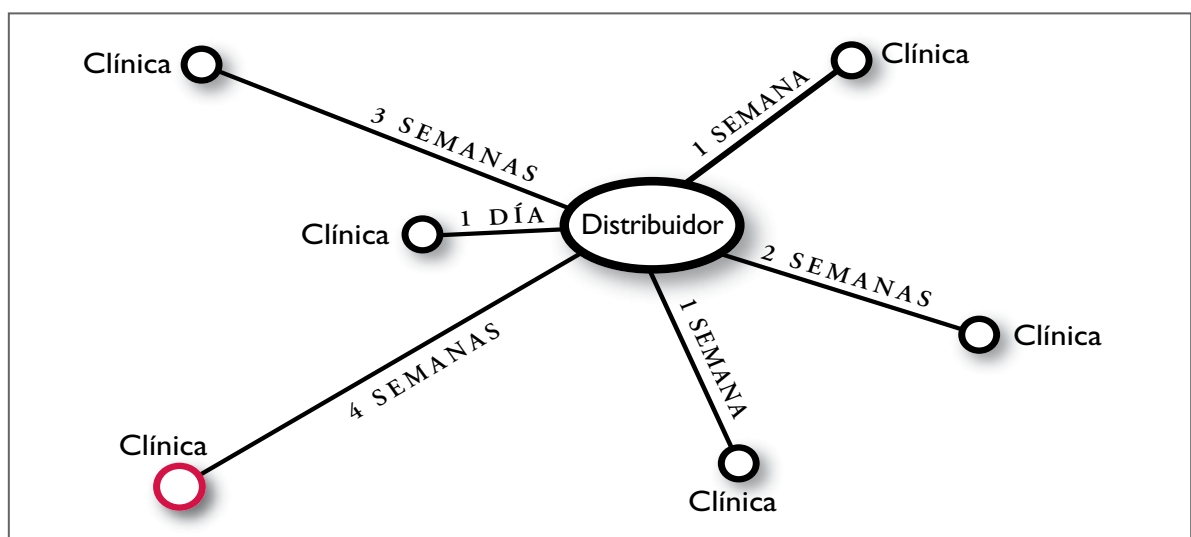 Clínica
Clínica
3 SEMANAS
1 SEMANA
Clínica
1 DÍA
Distribuidor
2 SEMANAS
Clínica
4 SEMANAS
1 SEMANA
Clínica
Clínica